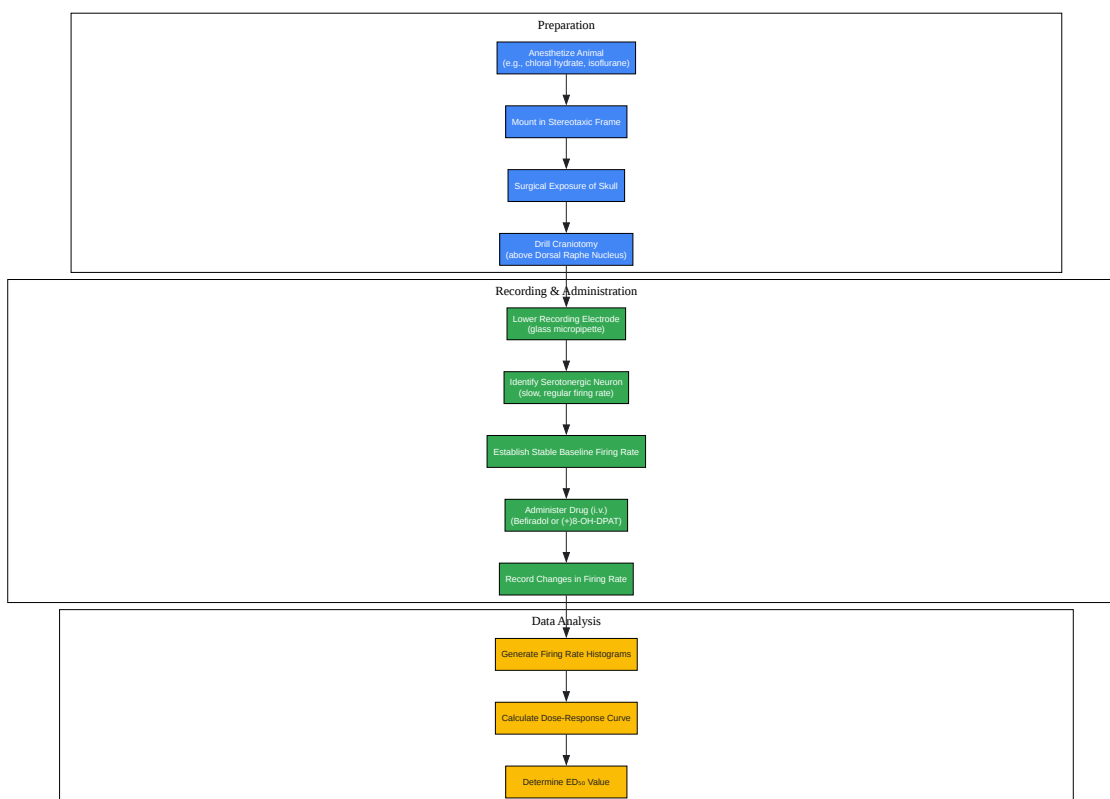 Preparation
Anesthetize Animal
(e.g., chloral hydrate, isoflurane)
Mount in Stereotaxic Frame
Surgical Exposure of Skull
Drill Craniotomy
(above Dorsal Raphe Nucleus)
Recording & Administration
Lower Recording Electrode
(glass micropipette)
Identify Serotonergic Neuron
(slow, regular firing rate)
Establish Stable Baseline Firing Rate
Administer Drug (i.v.)
(Befiradol or (+)8-OH-DPAT)
Record Changes in Firing Rate
Data Analysis
Generate Firing Rate Histograms
Calculate Dose-Response Curve
Determine ED₅₀ Value